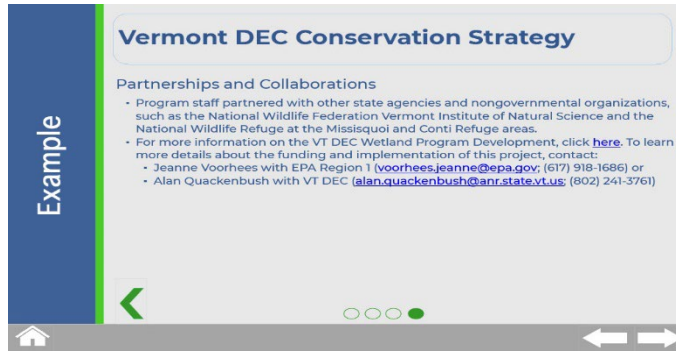 Example
Vermont DEC Conservation Strategy
Partnerships and Collaborations
• Program staff partnered with other state agencies and nongovernmental organizations,
such as the National Wildlife Federation Vermont Institute of Natural Science and the
National Wildlife Refuge at the Missisquoi and Conti Refuge areas.
• For more information on the VT DEC Wetland Program Development, click here. To learn
more details about the funding and implementation of this project, contact:
• Jeanne Voorhees with EPA Region 1 (voorhees.jeanne@epa.gov; (617) 918-1686) or
• Alan Quackenbush with VT DEC (alan.quackenbush@anr.state.vt.us; (802) 241-3761)